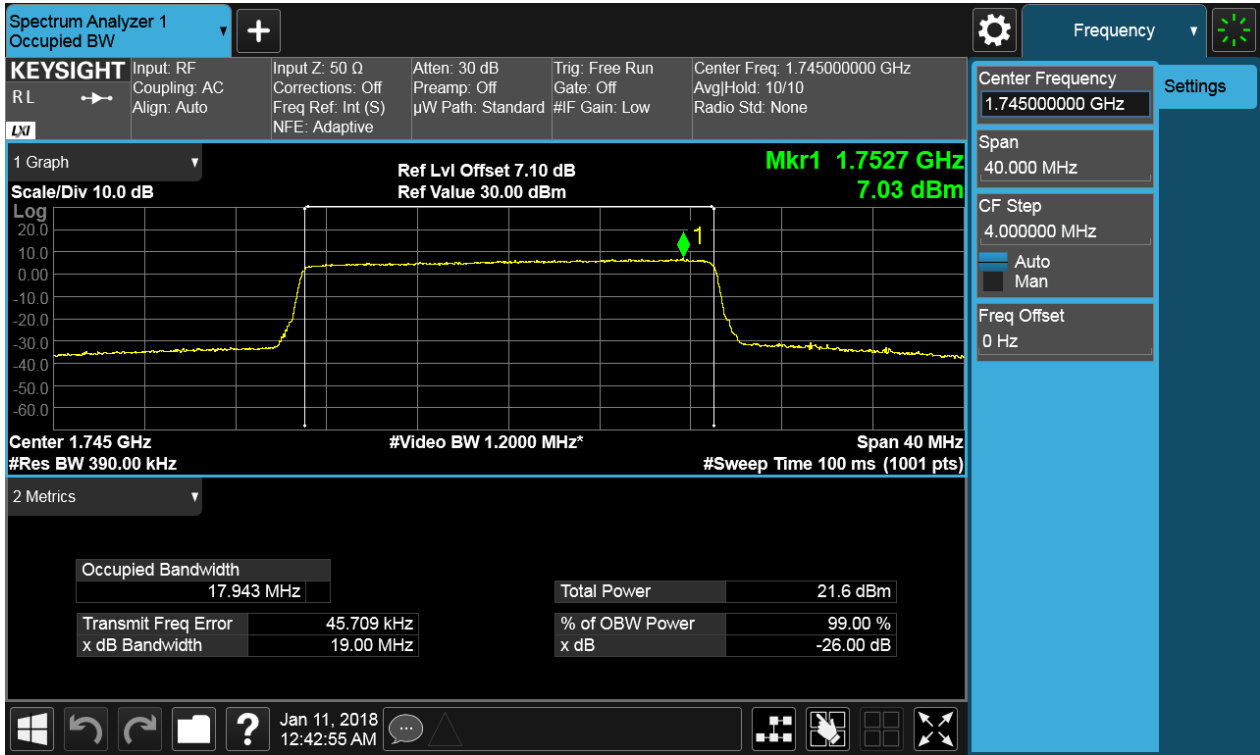 Spectrum Analyzer 1
Occupied BW
+
Frequency
KEYSIGHT
RL
LXI
Input: RF
Coupling: AC
Align: Auto
Input Z: 50 Ω
Corrections: Off
Freq Ref: Int (S)
NFE: Adaptive
Atten: 30 dB
Preamp: Off
µW Path: Standard
Trig: Free Run
Gate: Off
#IF Gain: Low
Center Freq: 1.745000000 GHz
Avg|Hold: 10/10
Radio Std: None
Center Frequency
1.745000000 GHz
Settings
Span
40.000 MHz
CF Step
4.000000 MHz
Auto
Man
Freq Offset
0 Hz
1 Graph
Scale/Div 10.0 dB
Ref Lvl Offset 7.10 dB
Ref Value 30.00 dBm
Mkr1 1.7527 GHz
7.03 dBm
Log
20.0
10.0
0.00
-10.0
-20.0
-30.0
-40.0
-50.0
-60.0
1
Center 1.745 GHz
#Video BW 1.2000 MHz*
Span 40 MHz
#Res BW 390.00 kHz
#Sweep Time 100 ms (1001 pts)
2 Metrics
Occupied Bandwidth
17.943 MHz
Total Power 21.6 dBm
Transmit Freq Error 45.709 kHz
% of OBW Power 99.00 %
x dB Bandwidth 19.00 MHz
x dB -26.00 dB
?
Jan 11, 2018
12:42:55 AM